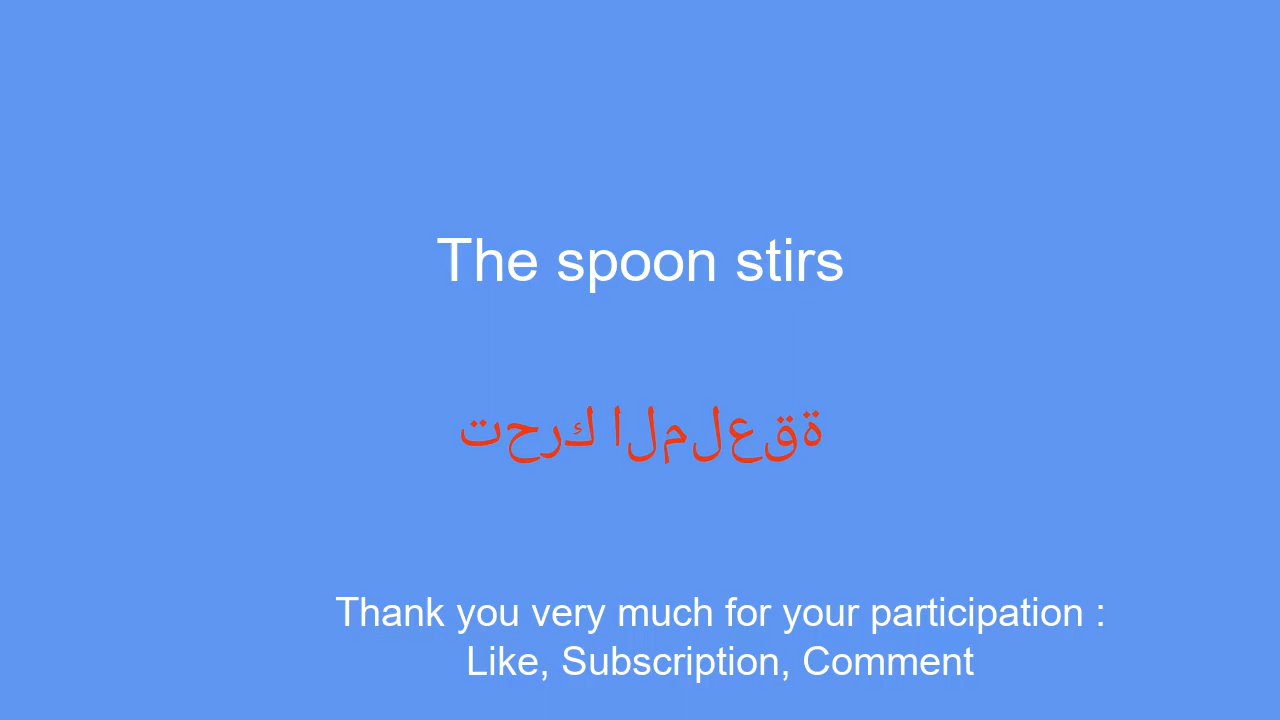 The spoon stirs
تحرك الملعقة
Thank you very much for your participation :
Like, Subscription, Comment